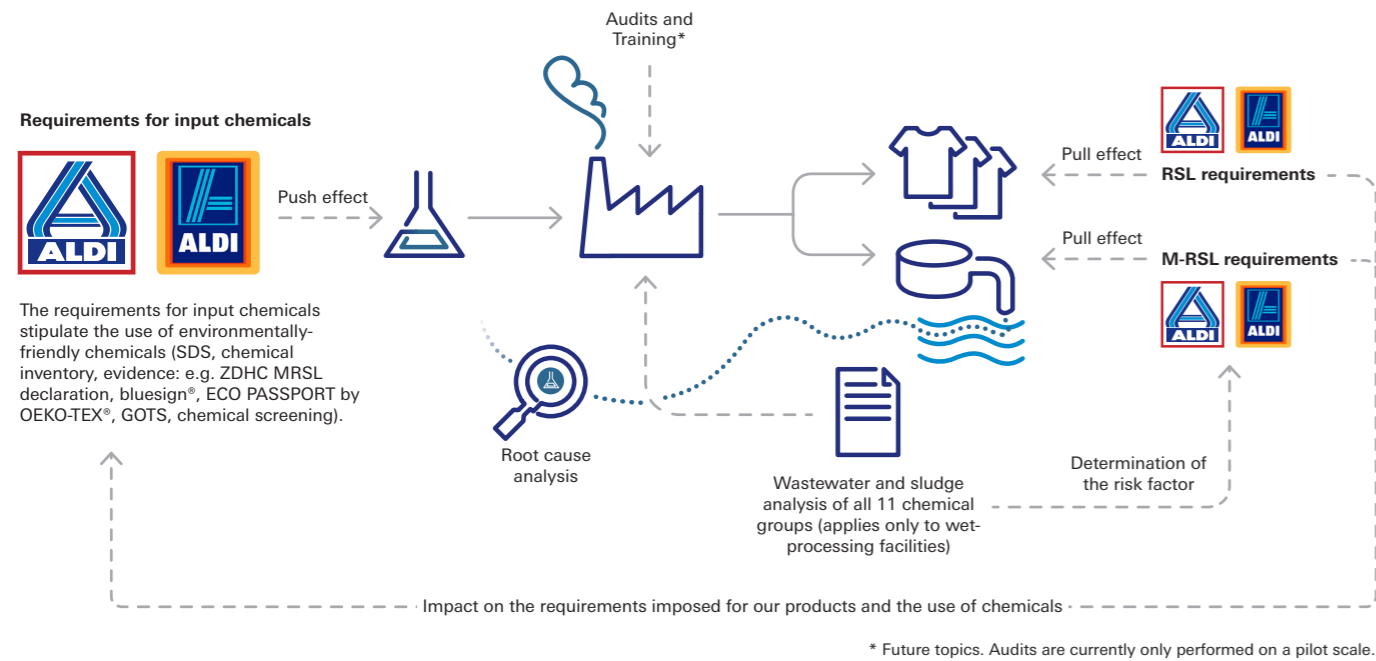 Audits and
Training*
Requirements for input chemicals
ALDI
ALDI
Push effect
The requirements for input chemicals
stipulate the use of environmentally-
friendly chemicals (SDS, chemical
inventory, evidence: e.g. ZDHC MRSL
declaration, bluesign®, ECO PASSPORT by
OEKO-TEX®, GOTS, chemical screening).
ALDI
ALDI
Pull effect
RSL requirements
Pull effect
M-RSL requirements
ALDI
ALDI
Root cause
analysis
Wastewater and sludge
analysis of all 11 chemical
groups (applies only to wet-
processing facilities)
Determination of
the risk factor
Impact on the requirements imposed for our products and the use of chemicals
* Future topics. Audits are currently only performed on a pilot scale.